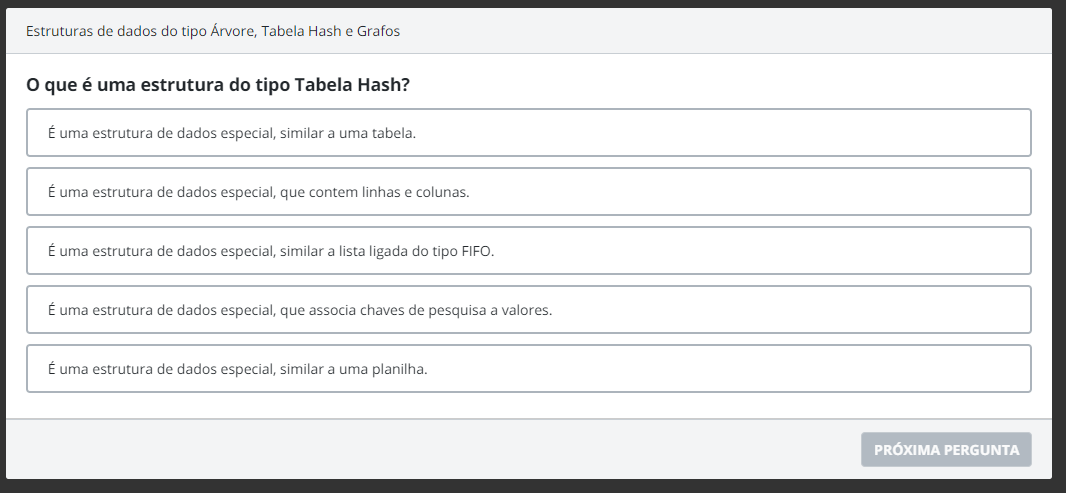 Estruturas de dados do tipo Árvore, Tabela Hash e Grafos
O que é uma estrutura do tipo Tabela Hash?
É uma estrutura de dados especial, similar a uma tabela.
É uma estrutura de dados especial, que contem linhas e colunas.
É uma estrutura de dados especial, similar a lista ligada do tipo FIFO.
É uma estrutura de dados especial, que associa chaves de pesquisa a valores.
É uma estrutura de dados especial, similar a uma planilha.
PRÓXIMA PERGUNTA